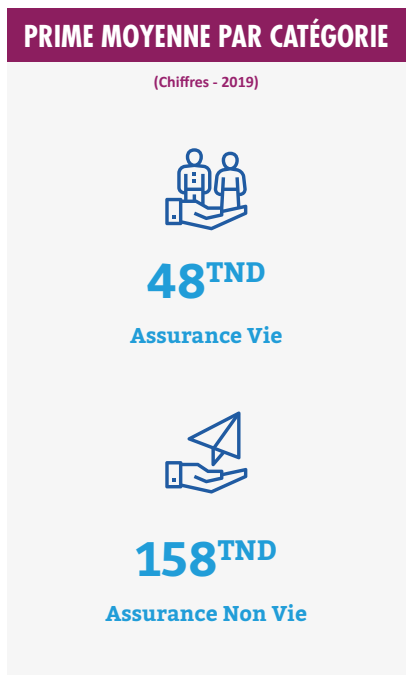 PRIME MOYENNE PAR CATÉGORIE
(Chiffres - 2019)
48TND
Assurance Vie
158TND
Assurance Non Vie